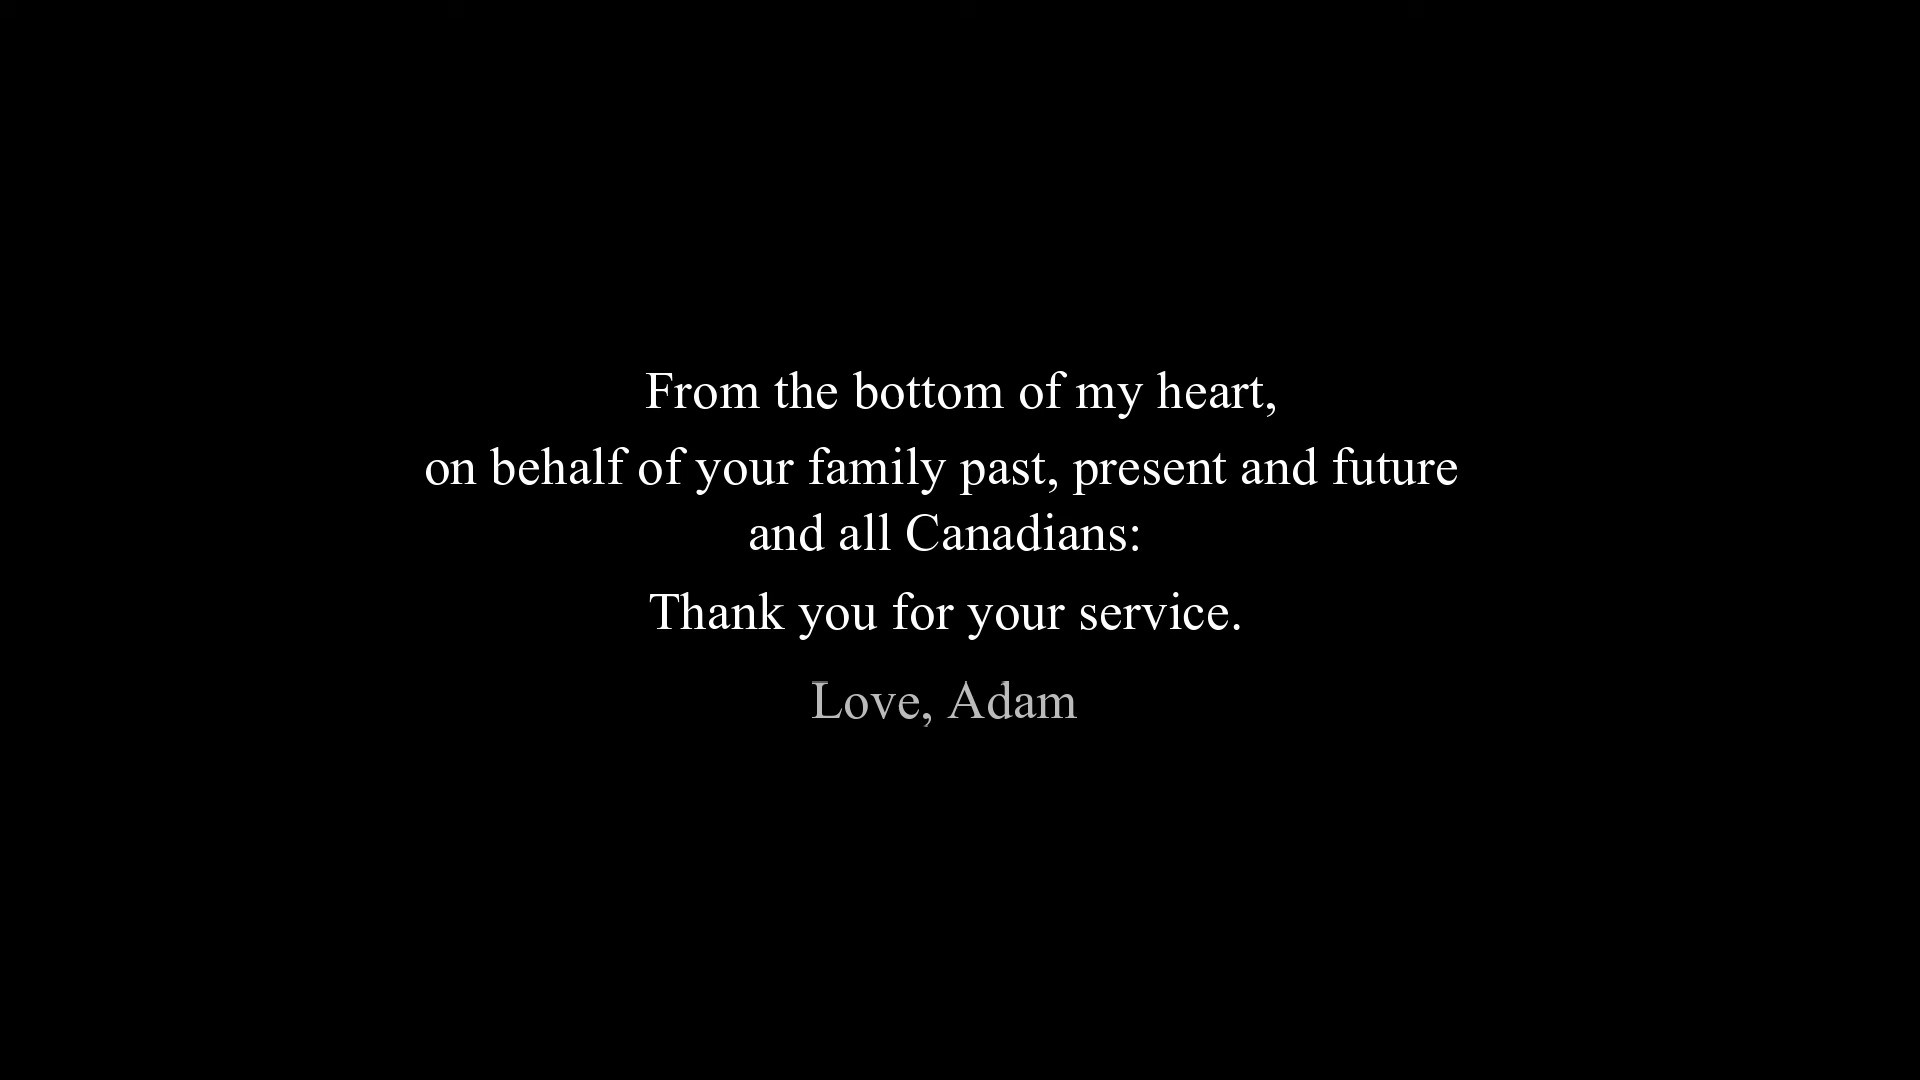 From the bottom of my heart,
on behalf of your family past, present and future
and all Canadians:
Thank you for your service.
Love, Adam